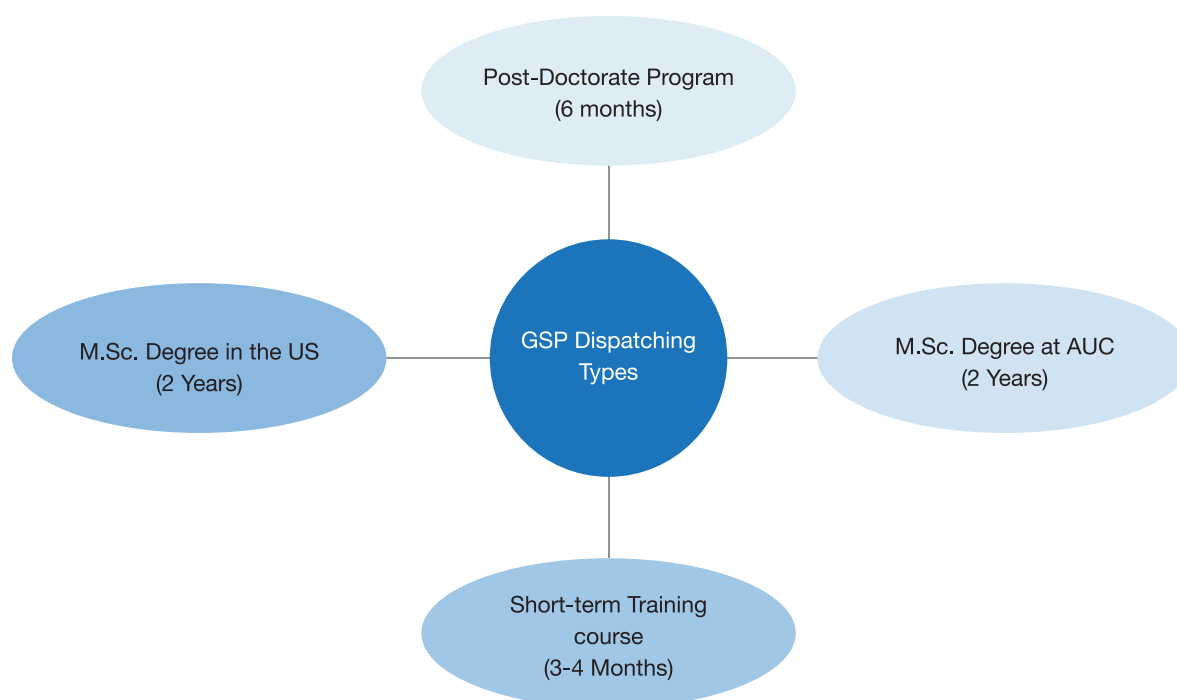 Post-Doctorate Program
(6 months)
M.Sc. Degree in the US
(2 Years)
GSP Dispatching
Types
M.Sc. Degree at AUC
(2 Years)
Short-term Training
course
(3-4 Months)